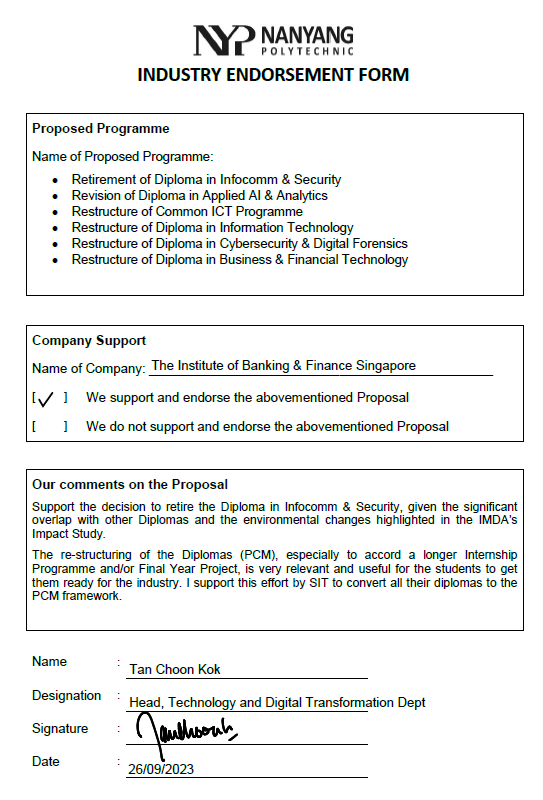 NYP NANYANG
POLYTECHNIC
INDUSTRY ENDORSEMENT FORM
Proposed Programme
Name of Proposed Programme:
• Retirement of Diploma in Infocomm & Security
• Revision of Diploma in Applied AI & Analytics
• Restructure of Common ICT Programme
• Restructure of Diploma in Information Technology
• Restructure of Diploma in Cybersecurity & Digital Forensics
• Restructure of Diploma in Business & Financial Technology
Company Support
Name of Company: The Institute of Banking & Finance Singapore
[✓] We support and endorse the abovementioned Proposal
[ ] We do not support and endorse the abovementioned Proposal
Our comments on the Proposal
Support the decision to retire the Diploma in Infocomm & Security, given the significant
overlap with other Diplomas and the environmental changes highlighted in the IMDA's
Impact Study.
The re-structuring of the Diplomas (PCM), especially to accord a longer Internship
Programme and/or Final Year Project, is very relevant and useful for the students to get
them ready for the industry. I support this effort by SIT to convert all their diplomas to the
PCM framework.
Name : Tan Choon Kok
Designation : Head, Technology and Digital Transformation Dept
Signature :
Date : 26/09/2023